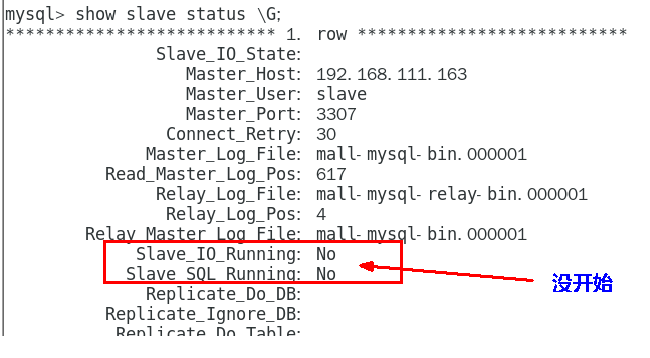 mysql> show slave status \G;
*************************** 1. row ***************************
Slave_IO_State:
Master_Host: 192.168.111.163
Master_User: slave
Master_Port: 3307
Connect_Retry: 30
Master_Log_File: mall-mysql-bin.000001
Read_Master_Log_Pos: 617
Relay_Log_File: mall-mysql-relay-bin.000001
Relay_Log_Pos: 4
Relay_Master_Log_File: mall-mysql-bin.000001
Slave_IO_Running: No
Slave_SQL_Running: No
没开始
Replicate_Do_DB:
Replicate_Ignore_DB:
Replicate_Do_Table: